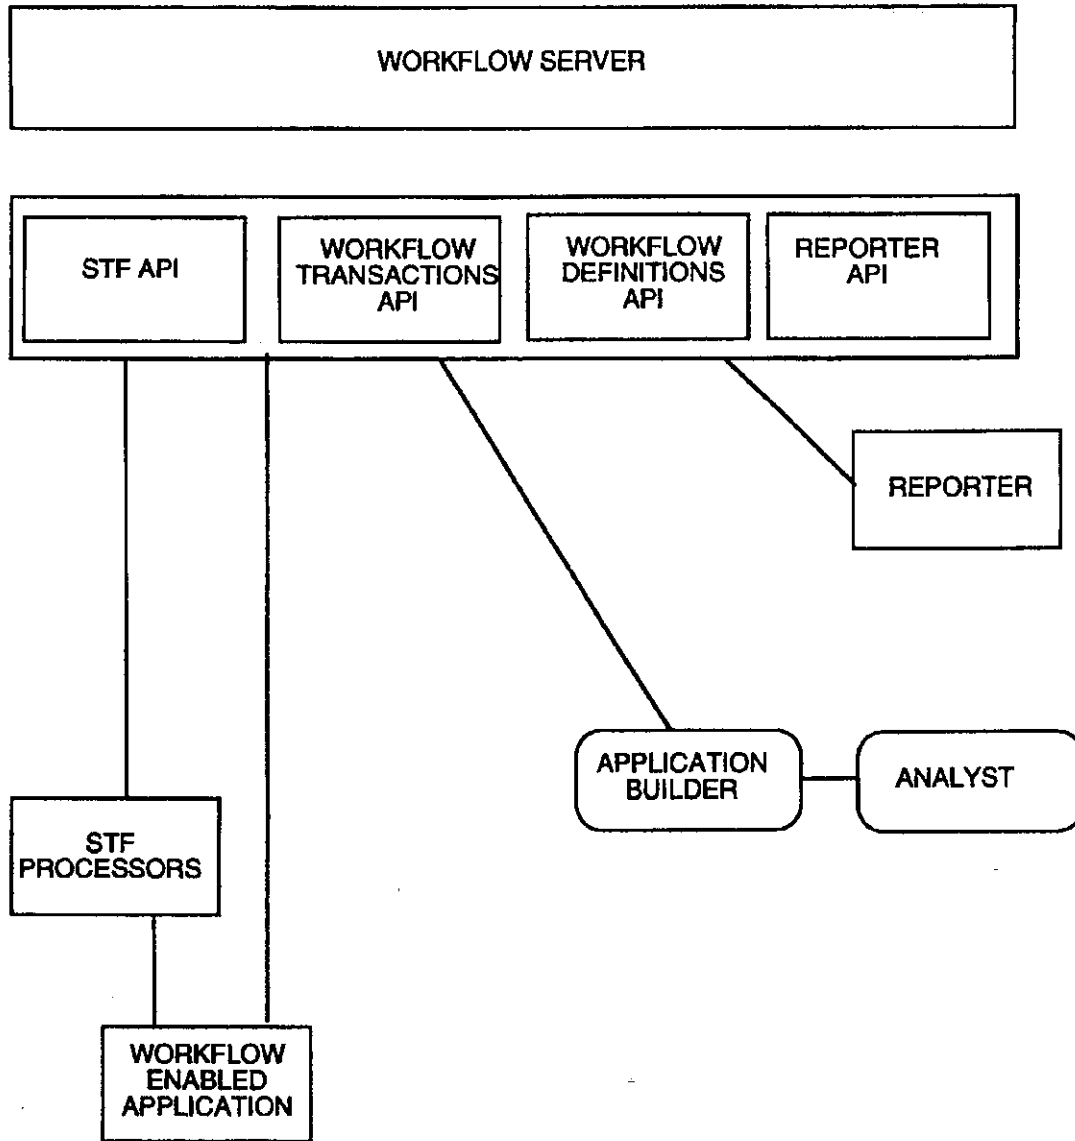 WORKFLOW SERVER
STF API
WORKFLOW
TRANSACTIONS
API
WORKFLOW
DEFINITIONS
API
REPORTER
API
REPORTER
APPLICATION
BUILDER
ANALYST
STF
PROCESSORS
WORKFLOW
ENABLED
APPLICATION